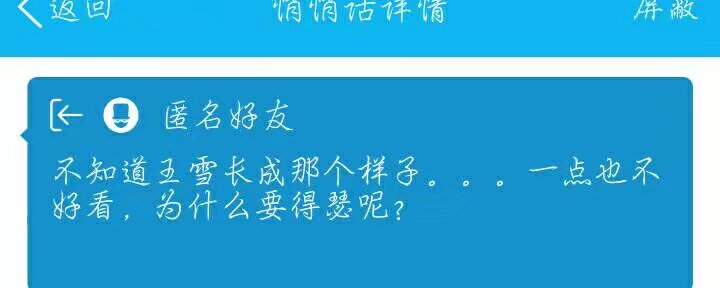 返回 悄悄话详情 屏蔽
匿名好友
不知道王雪长成那个样子。。。一点也不
好看，为什么要得瑟呢？